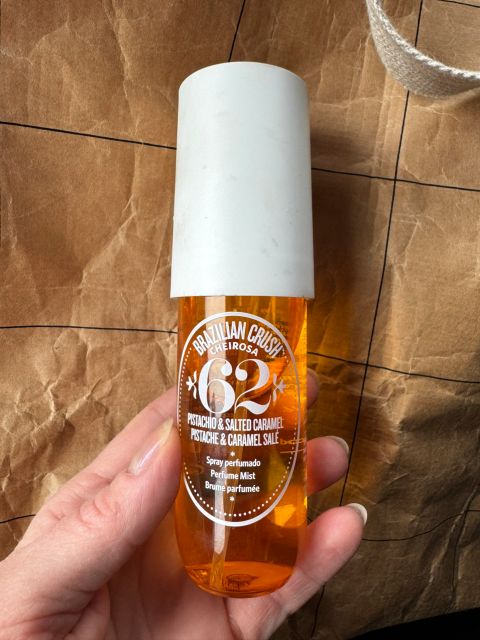 BRAZILIAN CRUSH
CHEIROSA
62
PISTACHIO & SALTED CARAMEL
PISTACHE & CARAMEL SALÉ
Spray perfumado
Perfume Mist
Brume parfumée